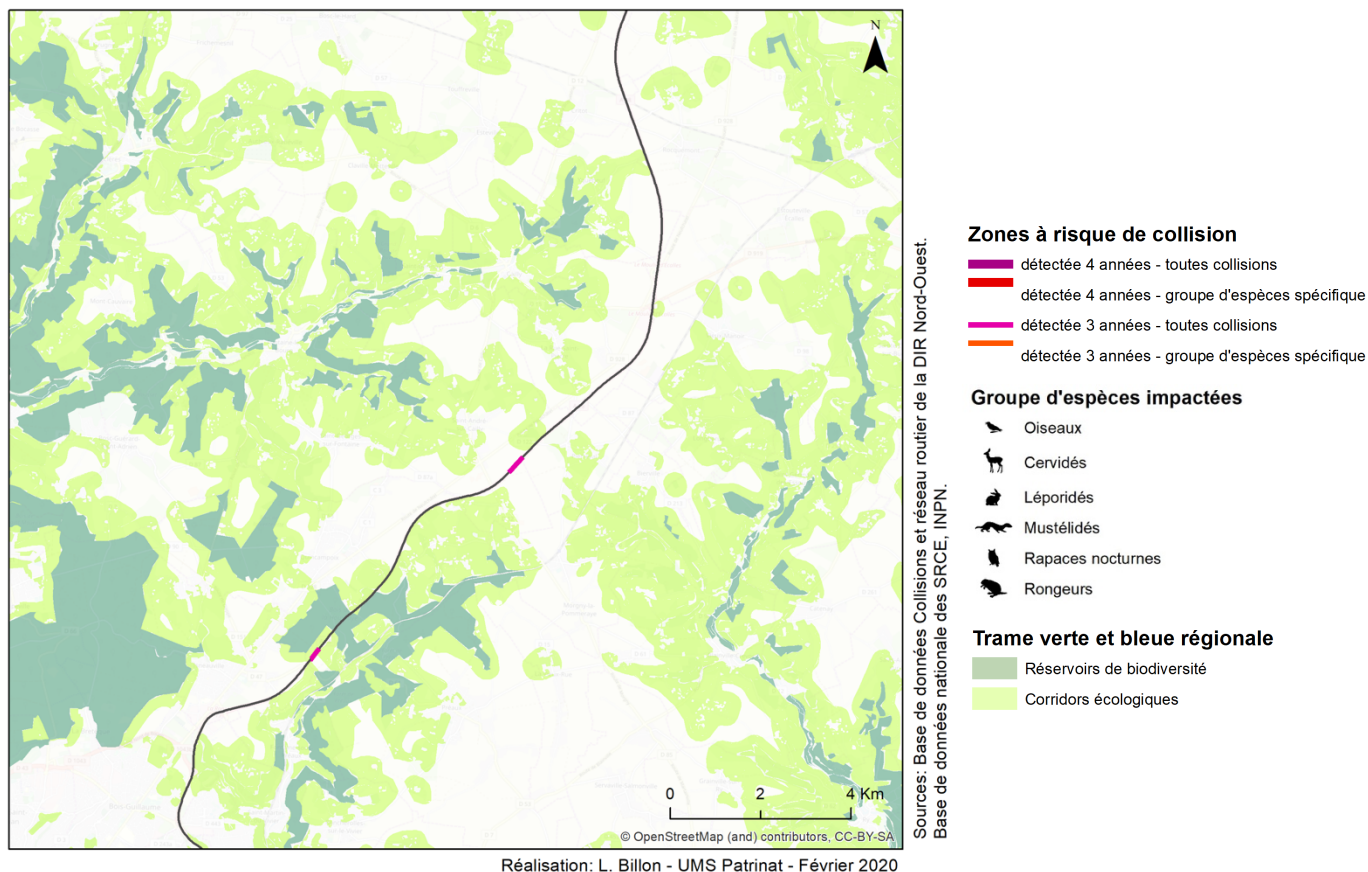 N
0 2 4 Km
© OpenStreetMap (and) contributors, CC-BY-SA
Réalisation: L. Billon - UMS Patrinat - Février 2020
Sources: Base de données Collisions et réseau routier de la DIR Nord-Ouest.
Base de données nationale des SRCE, INPN.
Zones à risque de collision
détectée 4 années - toutes collisions
détectée 4 années - groupe d'espèces spécifique
détectée 3 années - toutes collisions
détectée 3 années - groupe d'espèces spécifique
Groupe d'espèces impactées
Oiseaux
Cervidés
Léporidés
Mustélidés
Rapaces nocturnes
Rongeurs
Trame verte et bleue régionale
Réservoirs de biodiversité
Corridors écologiques